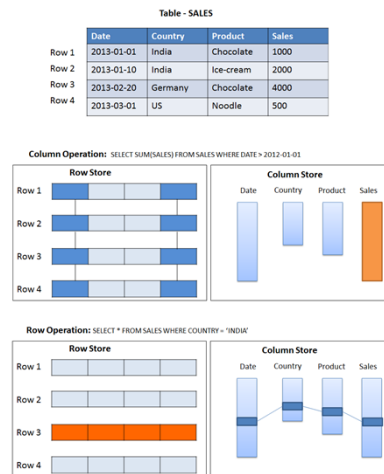 Table - SALES
Date Country Product Sales
Row 1 2013-01-01 India Chocolate 1000
Row 2 2013-01-10 India Ice-cream 2000
Row 3 2013-02-20 Germany Chocolate 4000
Row 4 2013-03-01 US Noodle 500
Column Operation: SELECT SUM(SALES) FROM SALES WHERE DATE > 2012-01-01
Row Store
Row 1
Row 2
Row 3
Row 4
Column Store
Date Country Product Sales
Row Operation: SELECT * FROM SALES WHERE COUNTRY = 'INDIA'
Row Store
Row 1
Row 2
Row 3
Row 4
Column Store
Date Country Product Sales